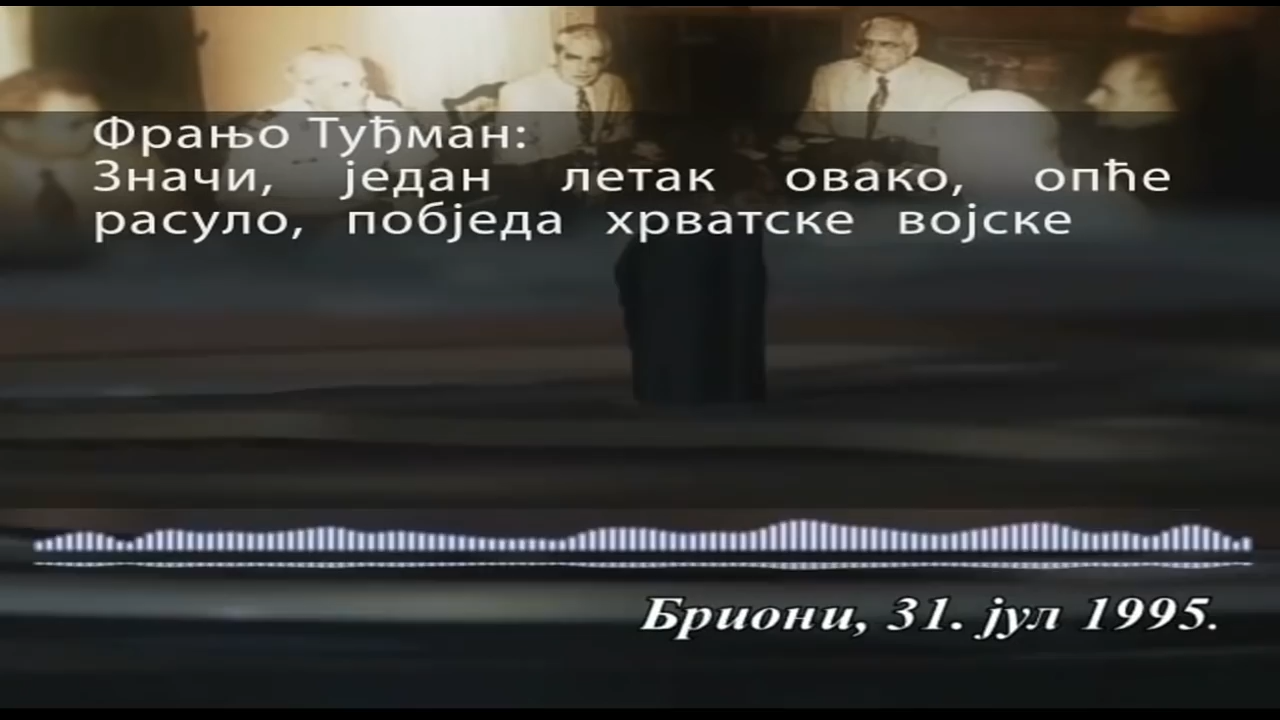 Фрањо Туђман:
Значи, један летак овако, опће
расуло, побједа хрватске војске
Бриони, 31. јул 1995.